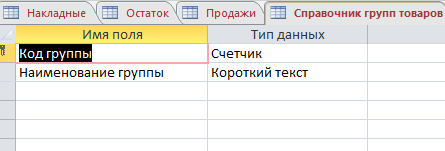 Накладные Остаток Продажи Справочник групп товаров
Имя поля Тип данных
Код группы Счетчик
Наименование группы Короткий текст